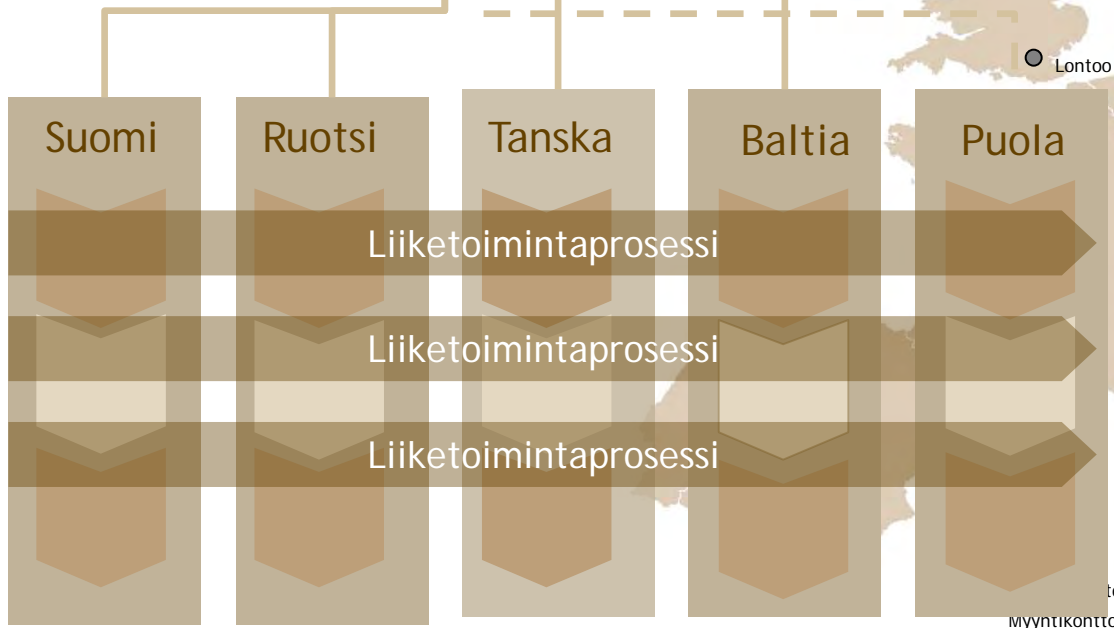 Lontoo
Suomi
Ruotsi
Tanska
Baltia
Puola
Liiketoimintaprosessi
Liiketoimintaprosessi
Liiketoimintaprosessi